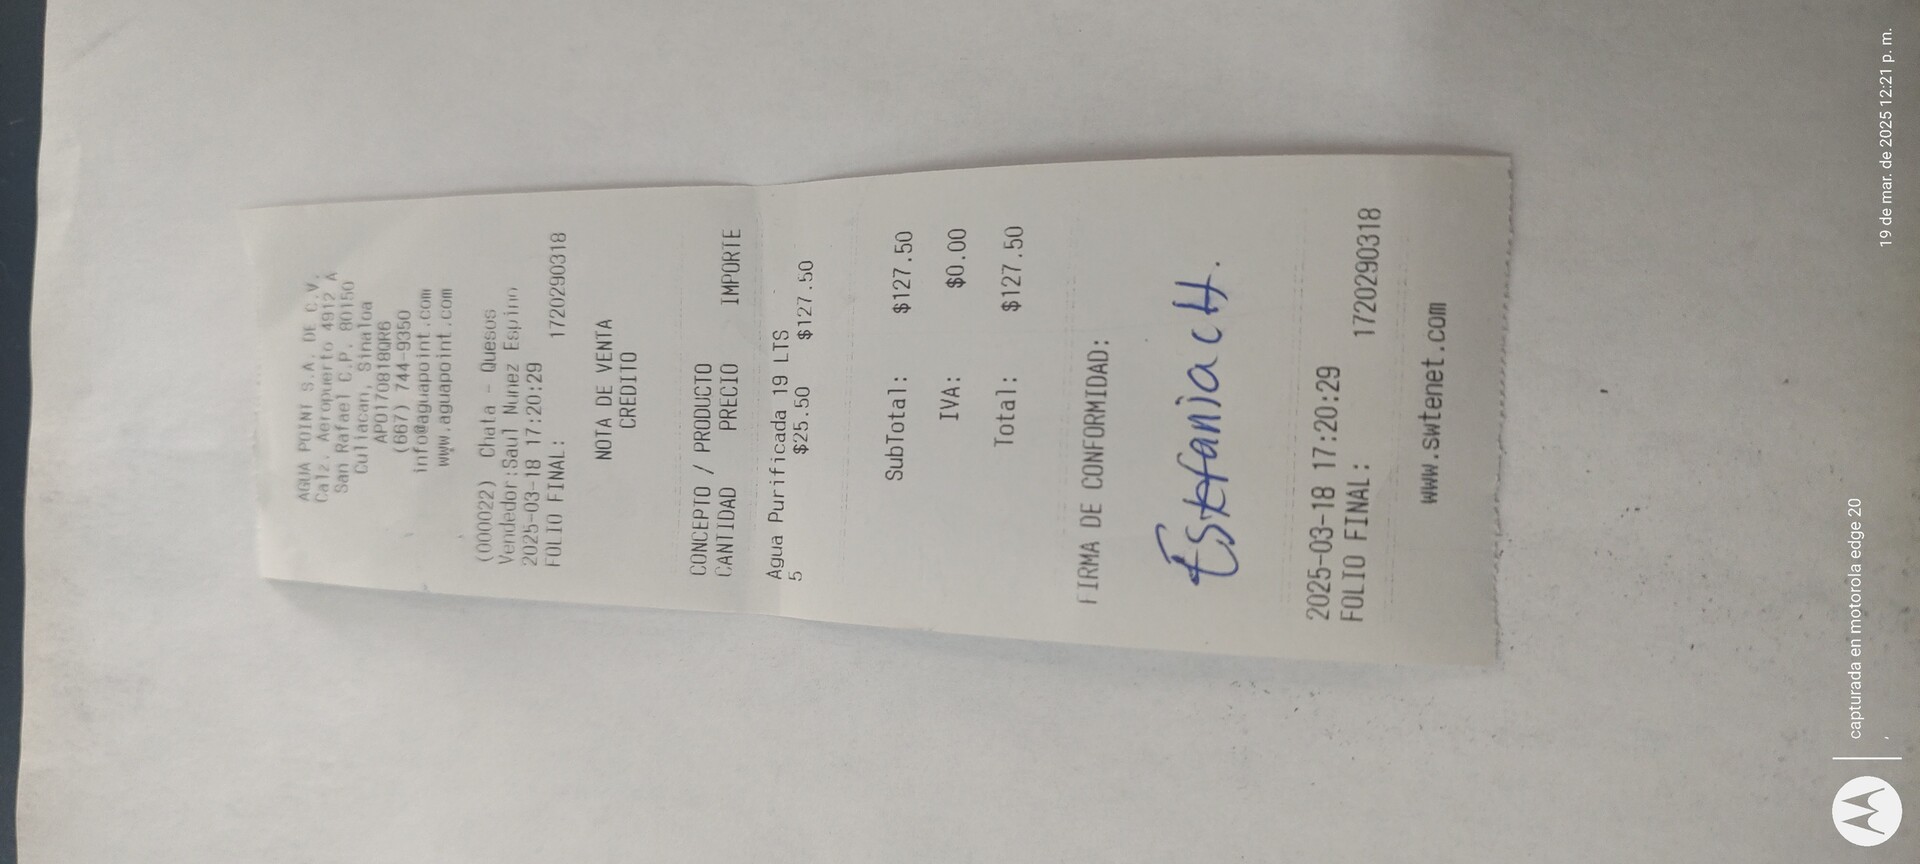 AGUA POINT S.A. DE C.V.
Calz. Aeropuerto 4912 A
San Rafael C.P. 80150
Culiacan, Sinaloa
APO170818QR6
(667) 744-9350
info@aguapoint.com
www.aguapoint.com
(000022) Chata - Quesos
Vendedor:Saul Nunez Espino
2025-03-18 17:20:29
FOLIO FINAL: 1720290318
NOTA DE VENTA
CREDITO
CONCEPTO / PRODUCTO
CANTIDAD PRECIO IMPORTE
Agua Purificada 19 LTS
5 $25.50 $127.50
SubTotal: $127.50
IVA: $0.00
Total: $127.50
FIRMA DE CONFORMIDAD:
Estefania CH.
2025-03-18 17:20:29
FOLIO FINAL: 1720290318
www.swtenet.com
capturada en motorola edge 20
19 de mar. de 2025 12:21 p. m.